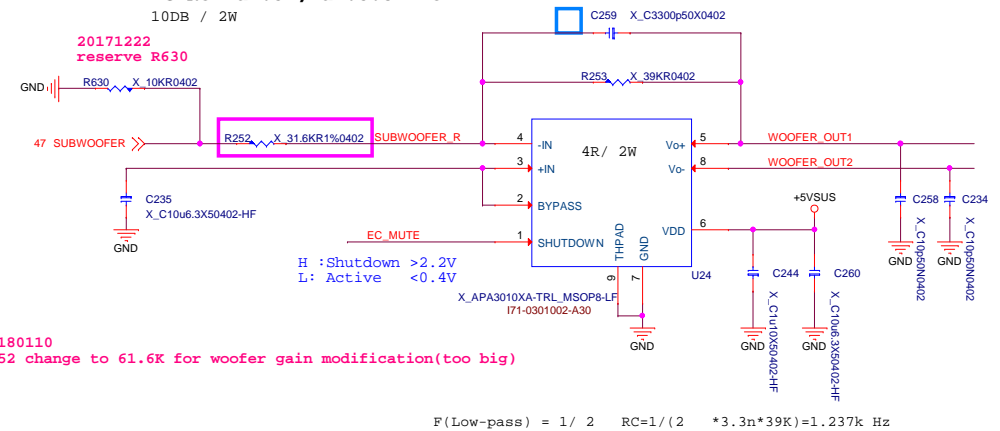 10DB / 2W
20171222
reserve R630
GND
R630 X_10KR0402
47 SUBWOOFER
R252 X_31.6KR1%0402
SUBWOOFER_R
C259 X_C3300p50X0402
R253 X_39KR0402
4 -IN
3 +IN
2 BYPASS
1 SHUTDOWN
4R/ 2W
Vo+ 5
Vo- 8
VDD 6
THPAD 9
GND 7
U24
WOOFER_OUT1
WOOFER_OUT2
C235
X_C10u6.3X50402-HF
GND
EC_MUTE
H :Shutdown >2.2V
L: Active <0.4V
X_APA3010XA-TRL_MSOP8-LF
I71-0301002-A30
GND
+5VSUS
C244
X_C1u10X50402-HF
GND
C260
X_C10u6.3X50402-HF
GND
C258
X_C10p50N0402
GND
C234
X_C10p50N0402
GND
180110
52 change to 61.6K for woofer gain modification(too big)
F(Low-pass) = 1/ 2 RC=1/(2 *3.3n*39K)=1.237k Hz